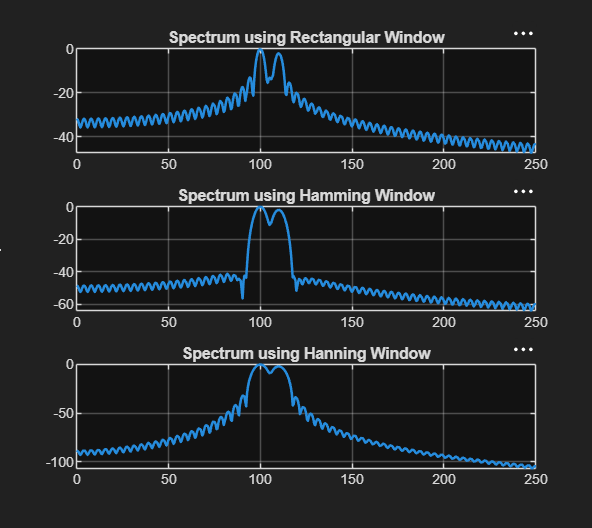 Spectrum using Rectangular Window
0
-20
-40
0 50 100 150 200 250
Spectrum using Hamming Window
0
-20
-40
-60
0 50 100 150 200 250
Spectrum using Hanning Window
0
-50
-100
0 50 100 150 200 250